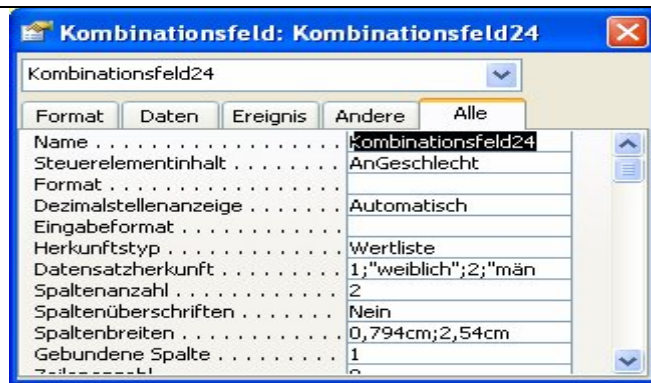 Kombinationsfeld: Kombinationsfeld24
Kombinationsfeld24
Format Daten Ereignis Andere Alle
Name . . . . . . . . . . . . . . . . . . . Kombinationsfeld24
Steuerelementinhalt . . . . . . . . AnGeschlecht
Format . . . . . . . . . . . . . . . . . .
Dezimalstellenanzeige . . . . . . . Automatisch
Eingabeformat . . . . . . . . . . . . .
Herkunftstyp . . . . . . . . . . . . . . Wertliste
Datensatzherkunft . . . . . . . . . 1;"weiblich";2;"män
Spaltenanzahl . . . . . . . . . . . . . 2
Spaltenüberschriften . . . . . . . Nein
Spaltenbreiten . . . . . . . . . . . . 0,794cm;2,54cm
Gebundene Spalte . . . . . . . . . 1